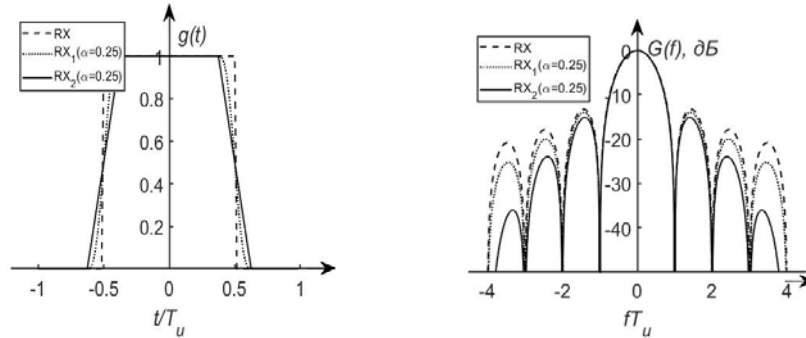 RX
RX₁(α=0.25)
RX₂(α=0.25)
g(t)
1
0.8
0.6
0.4
0.2
-1 -0.5 0 0.5 1
t/Tᵤ
RX
RX₁(α=0.25)
RX₂(α=0.25)
G(f), дБ
0
-10
-20
-30
-40
-4 -2 0 2 4
fTᵤ